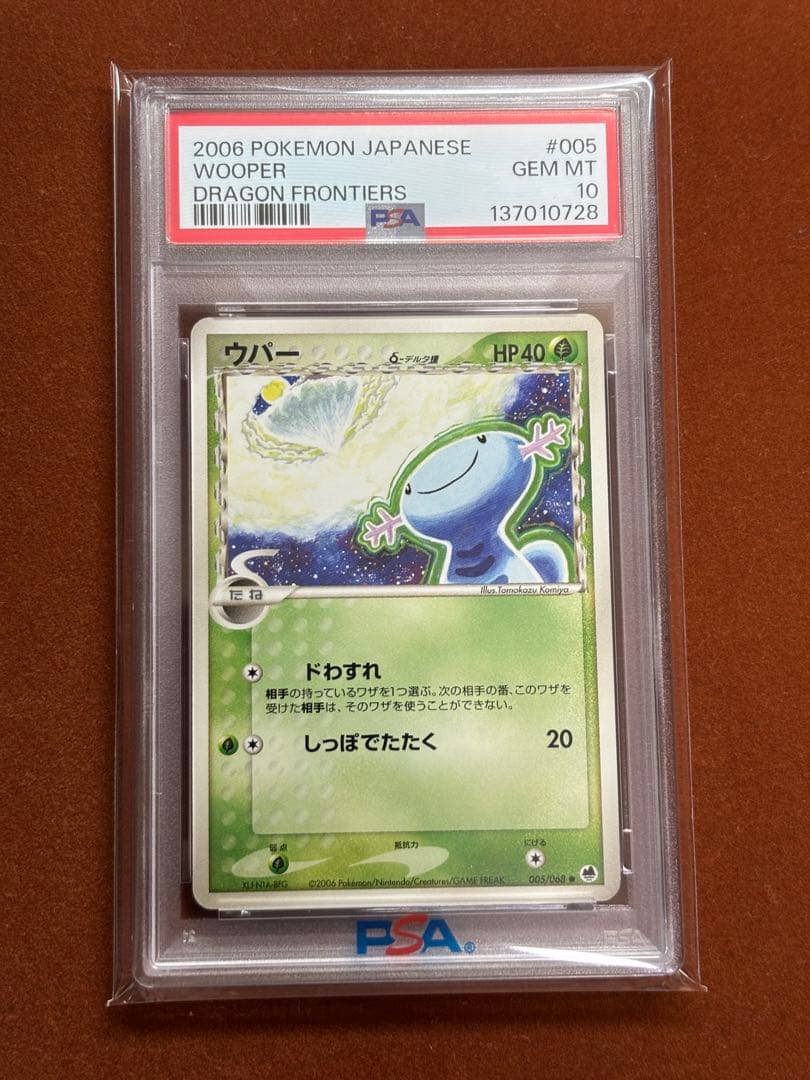 2006 POKEMON JAPANESE #005
WOOPER GEM MT
DRAGON FRONTIERS 10
PSA 137010728
ウパー δ-デルタ種 HP40
たね
Illus.Tomokazu Komiya
ドわすれ
相手の持っているワザを1つ選ぶ。次の相手の番、このワザを
受けた相手は、そのワザを使うことができない。
しっぽでたたく 20
弱点 抵抗力 にげる
XLFN1A-BFG ©2006 Pokémon/Nintendo/Creatures/GAME FREAK 005/068
PSA®
PSA